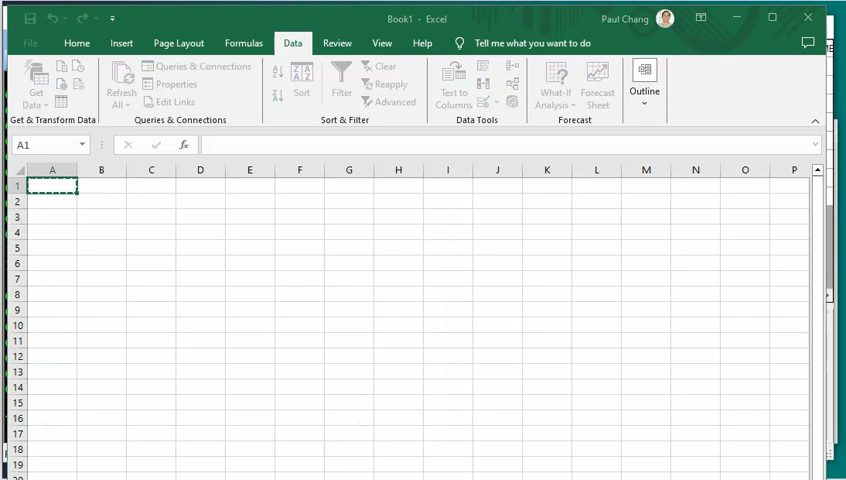 Book1 - Excel
Paul Chang
File Home Insert Page Layout Formulas Data Review View Help Tell me what you want to do
Get Data
Refresh All
Queries & Connections
Properties
Edit Links
Sort
Filter
Clear
Reapply
Advanced
Text to Columns
What-If Analysis
Forecast Sheet
Outline
Get & Transform Data Queries & Connections Sort & Filter Data Tools Forecast
A1 fx
A B C D E F G H I J K L M N O P
1
2
3
4
5
6
7
8
9
10
11
12
13
14
15
16
17
18
19